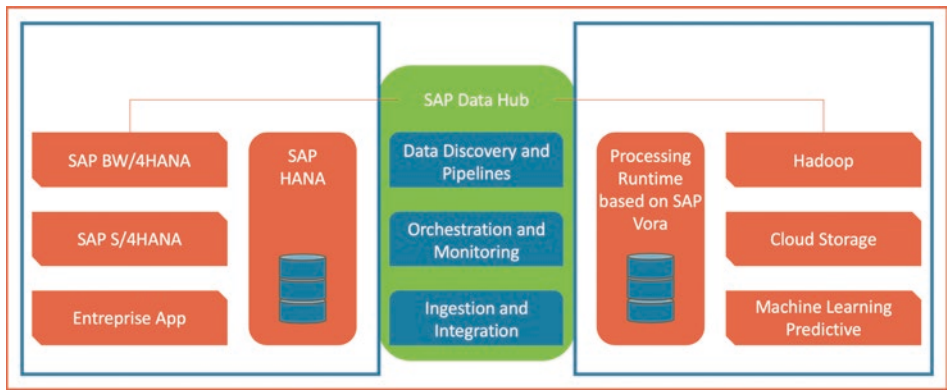 SAP Data Hub
SAP BW/4HANA
SAP S/4HANA
Entreprise App
SAP
HANA
Data Discovery and
Pipelines
Orchestration and
Monitoring
Ingestion and
Integration
Processing
Runtime
based on SAP
Vora
Hadoop
Cloud Storage
Machine Learning
Predictive